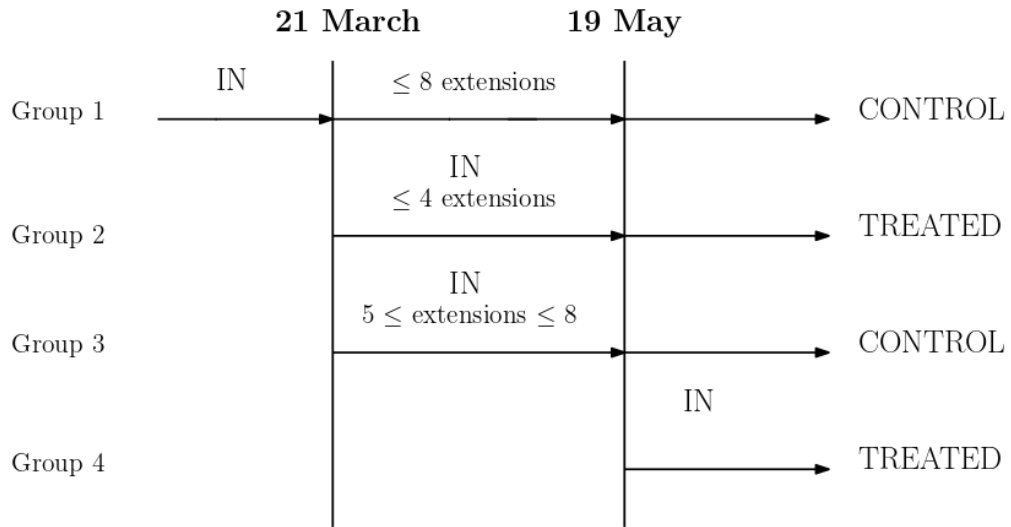 21 March 19 May
IN ≤ 8 extensions
Group 1 CONTROL
IN
≤ 4 extensions
Group 2 TREATED
IN
5 ≤ extensions ≤ 8
Group 3 CONTROL
IN
Group 4 TREATED